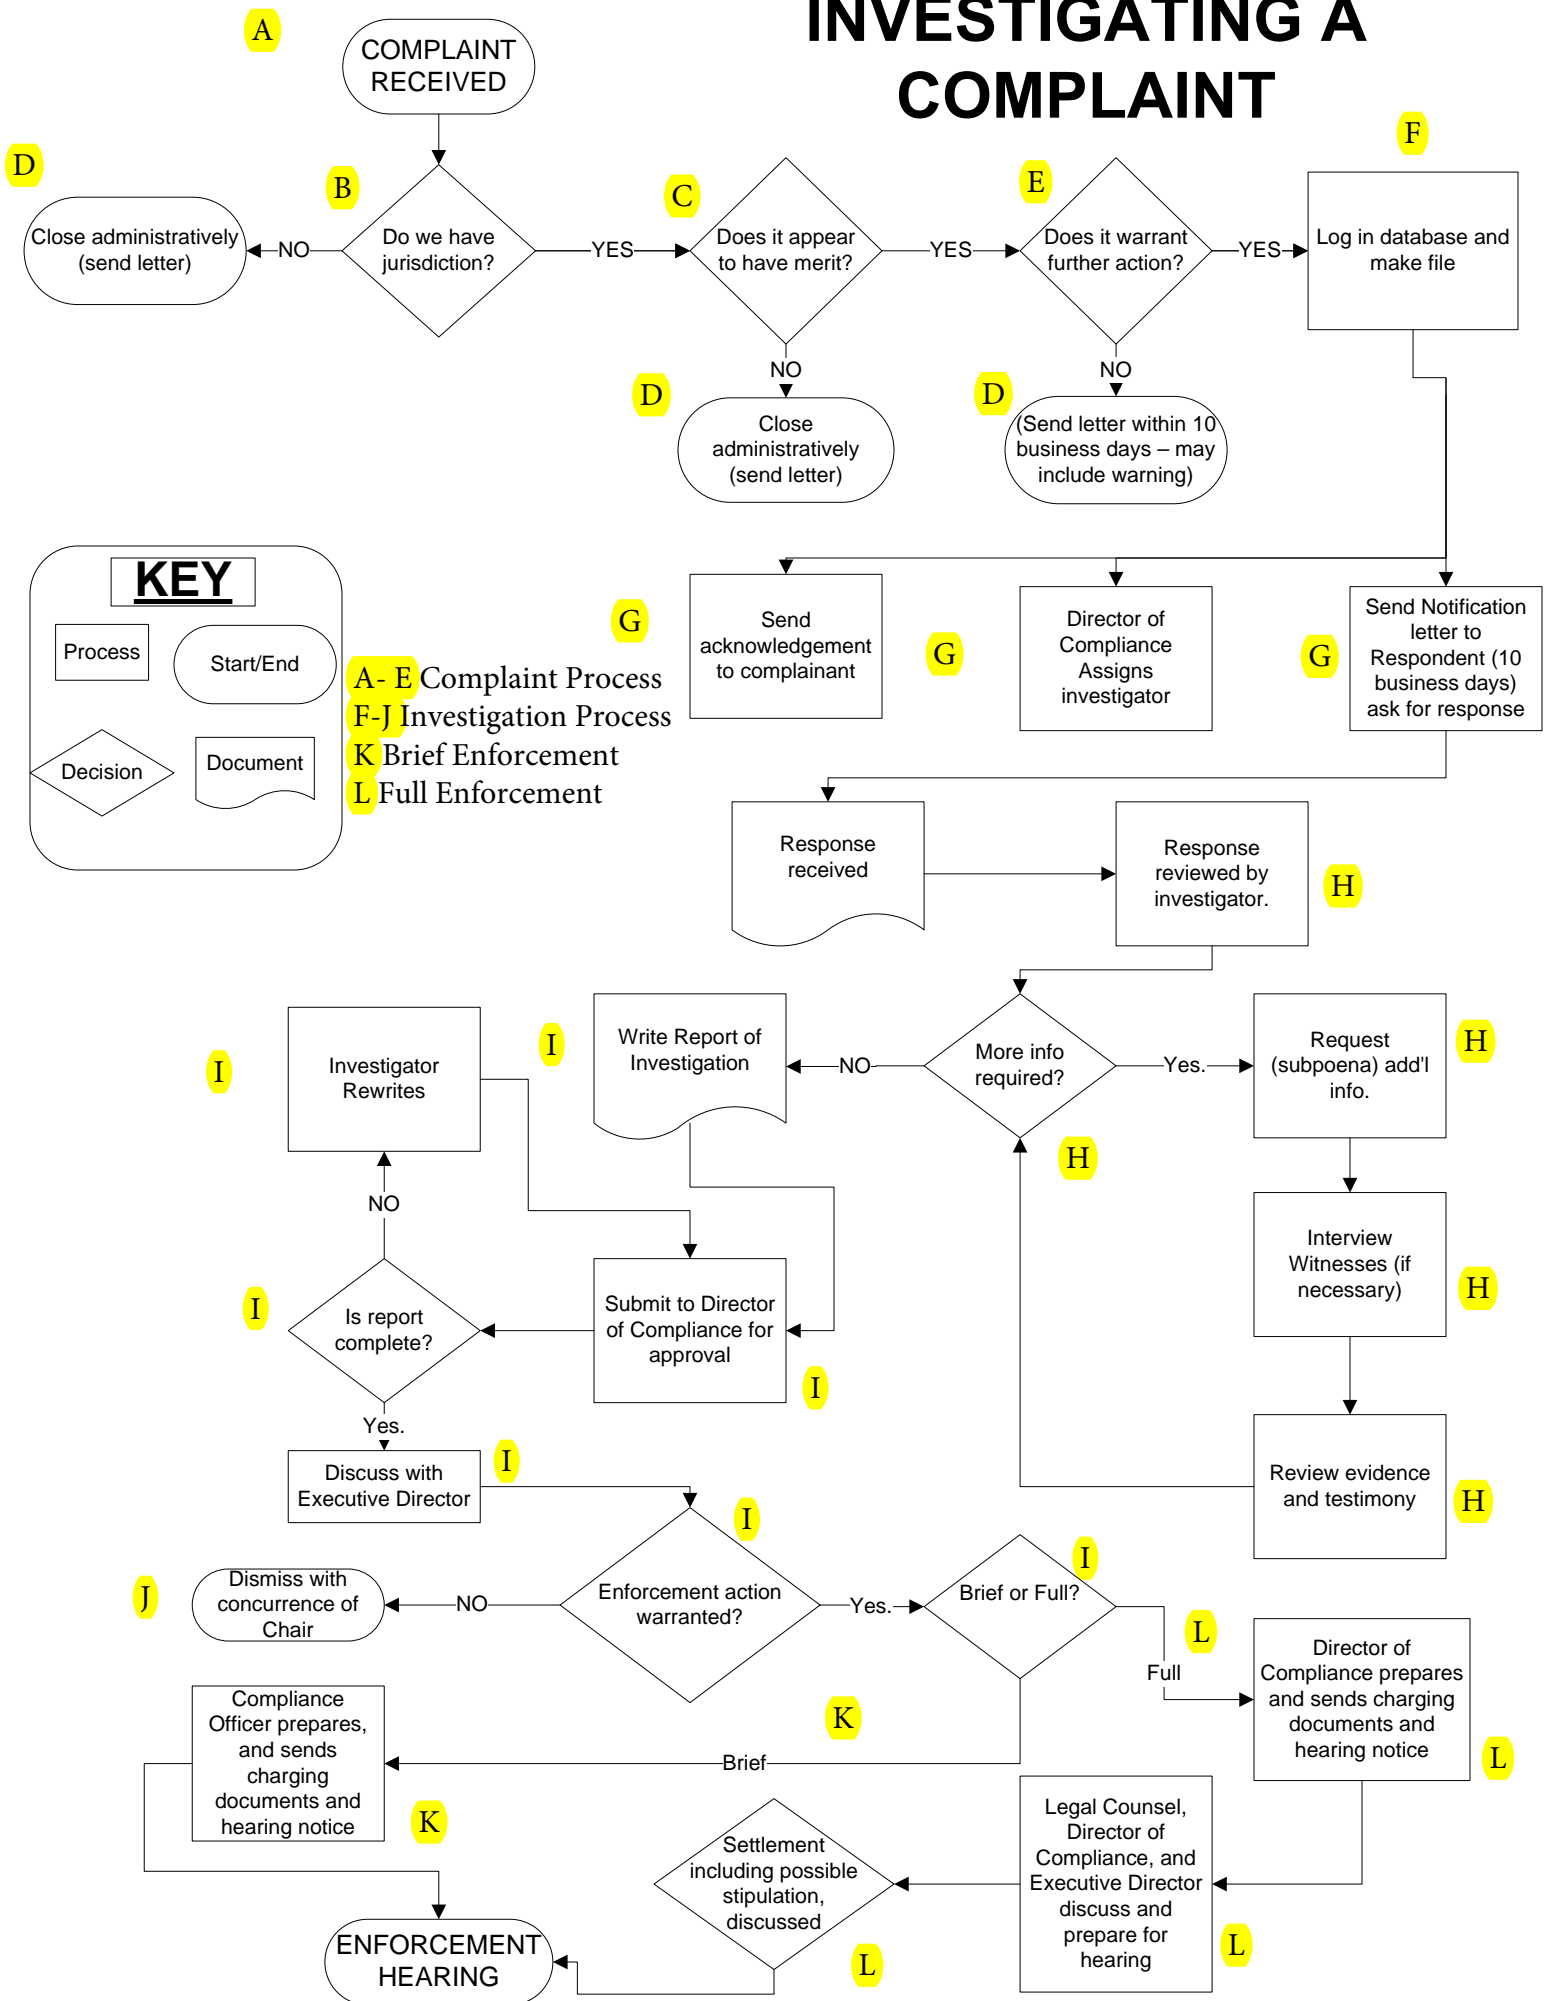 INVESTIGATING A
COMPLAINT
A
COMPLAINT
RECEIVED
D
Close administratively
(send letter)
NO
B
Do we have
jurisdiction?
YES
C
Does it appear
to have merit?
YES
E
Does it warrant
further action?
YES
F
Log in database and
make file
NO
D
Close
administratively
(send letter)
NO
D
(Send letter within 10
business days – may
include warning)
KEY
Process
Start/End
Decision
Document
A- E Complaint Process
F-J Investigation Process
K Brief Enforcement
L Full Enforcement
G
Send
acknowledgement
to complainant
G
Director of
Compliance
Assigns
investigator
G
Send Notification
letter to
Respondent (10
business days)
ask for response
Response
received
Response
reviewed by
investigator.
H
I
Investigator
Rewrites
I
Write Report of
Investigation
NO
More info
required?
H
Yes.
Request
(subpoena) add'l
info.
H
NO
Interview
Witnesses (if
necessary)
H
I
Is report
complete?
Submit to Director
of Compliance for
approval
I
Yes.
Discuss with
Executive Director
I
Review evidence
and testimony
H
J
Dismiss with
concurrence of
Chair
NO
Enforcement action
warranted?
I
Yes.
Brief or Full?
I
L
Full
Director of
Compliance prepares
and sends charging
documents and
hearing notice
L
K
Brief
Compliance
Officer prepares,
and sends
charging
documents and
hearing notice
K
Settlement
including possible
stipulation,
discussed
L
Legal Counsel,
Director of
Compliance, and
Executive Director
discuss and
prepare for
hearing
L
ENFORCEMENT
HEARING